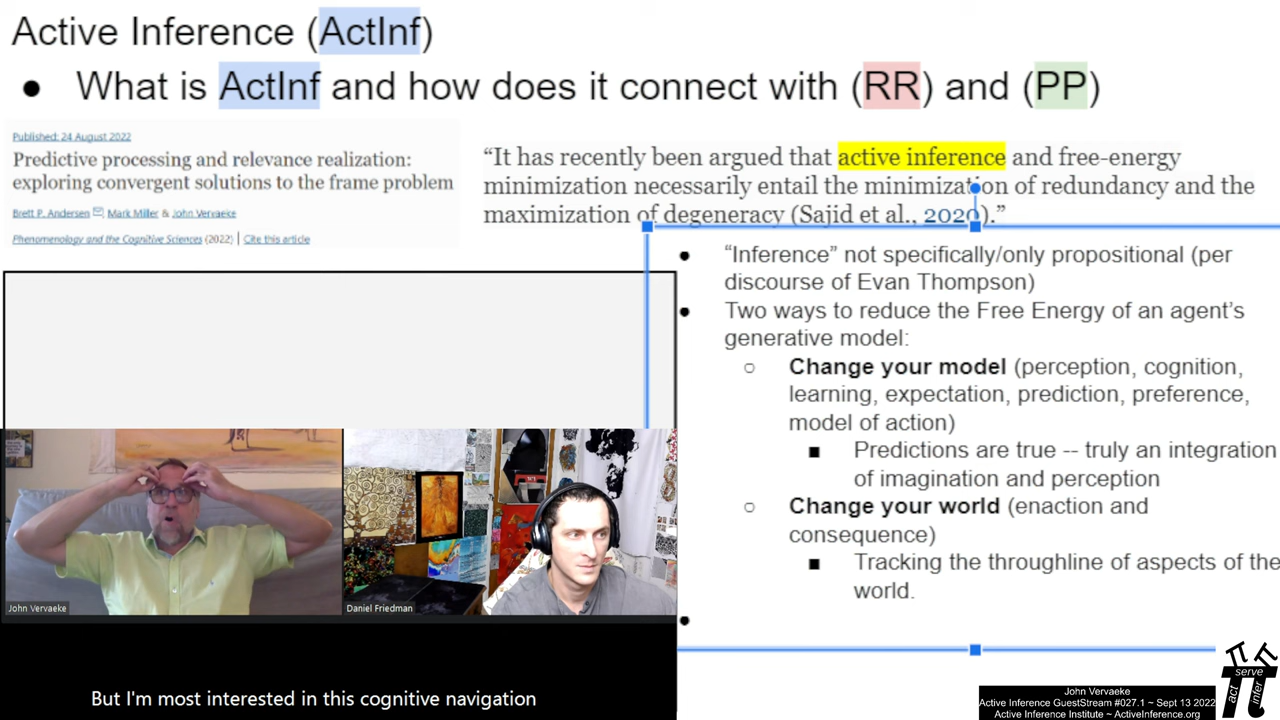 Active Inference (ActInf)
● What is ActInf and how does it connect with (RR) and (PP)
Published: 24 August 2022
Predictive processing and relevance realization:
exploring convergent solutions to the frame problem
Brett P. Andersen, Mark Miller & John Vervaeke
Phenomenology and the Cognitive Sciences (2022) | Cite this article
“It has recently been argued that active inference and free-energy
minimization necessarily entail the minimization of redundancy and the
maximization of degeneracy (Sajid et al., 2020).”
● “Inference” not specifically/only propositional (per
discourse of Evan Thompson)
● Two ways to reduce the Free Energy of an agent’s
generative model:
○ Change your model (perception, cognition,
learning, expectation, prediction, preference,
model of action)
■ Predictions are true -- truly an integration
of imagination and perception
○ Change your world (enaction and
consequence)
■ Tracking the throughline of aspects of the
world.
John Vervaeke
Daniel Friedman
But I'm most interested in this cognitive navigation
act
serve
infer
John Vervaeke
Active Inference GuestStream #027.1 ~ Sept 13 2022
Active Inference Institute ~ ActiveInference.org